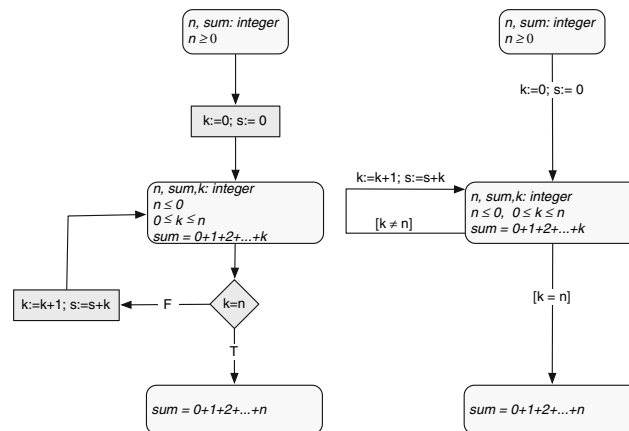 n, sum: integer
n ≥ 0
k:=0; s:= 0
n, sum,k: integer
n ≤ 0
0 ≤ k ≤ n
sum = 0+1+2+...+k
k:=k+1; s:=s+k
F
k=n
T
sum = 0+1+2+...+n
n, sum: integer
n ≥ 0
k:=0; s:= 0
k:=k+1; s:=s+k
n, sum,k: integer
n ≤ 0, 0 ≤ k ≤ n
sum = 0+1+2+...+k
[k ≠ n]
[k = n]
sum = 0+1+2+...+n